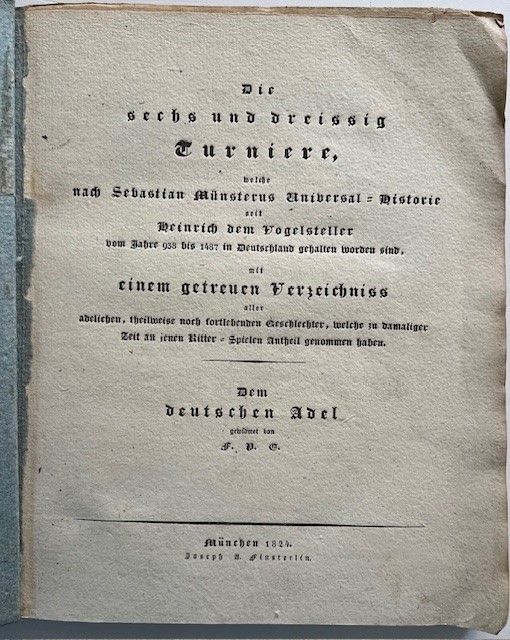 Die
sechs und dreissig
Turniere,
welche
nach Sebastian Münsterus Universal = Historie
seit
Heinrich dem Vogelsteller
vom Jahre 938 bis 1487 in Deutschland gehalten worden sind,
mit
einem getreuen Verzeichniss
aller
adelichen, theilweise noch fortlebenden Geschlechter, welche zu damaliger
Zeit an jenen Ritter = Spielen Antheil genommen haben.
Dem
deutschen Adel
gewidmet von
F. v. O.
München 1824.
Joseph A. Finsterlin.